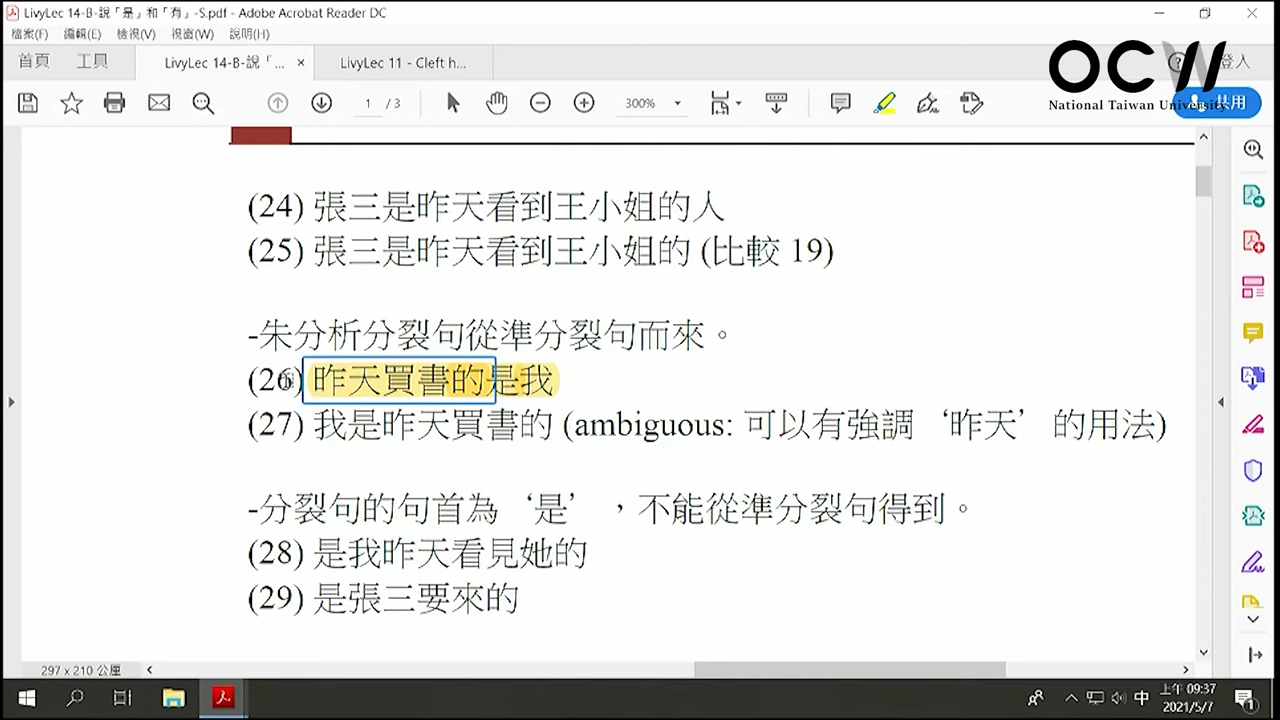 LivyLec 14-B-說「是」和「有」-S.pdf - Adobe Acrobat Reader DC
檔案(F) 編輯(E) 檢視(V) 視窗(W) 說明(H)
首頁 工具 LivyLec 14-B-說「... × LivyLec 11 - Cleft h... 登入
OCW
National Taiwan University
1 / 3 300% 共用
(24) 張三是昨天看到王小姐的人
(25) 張三是昨天看到王小姐的 (比較 19)
-朱分析分裂句從準分裂句而來。
(26) 昨天買書的是我
(27) 我是昨天買書的 (ambiguous: 可以有強調‘昨天’的用法)
-分裂句的句首為‘是’，不能從準分裂句得到。
(28) 是我昨天看見她的
(29) 是張三要來的
297 x 210 公厘
中 上午 09:37
2021/5/7
1